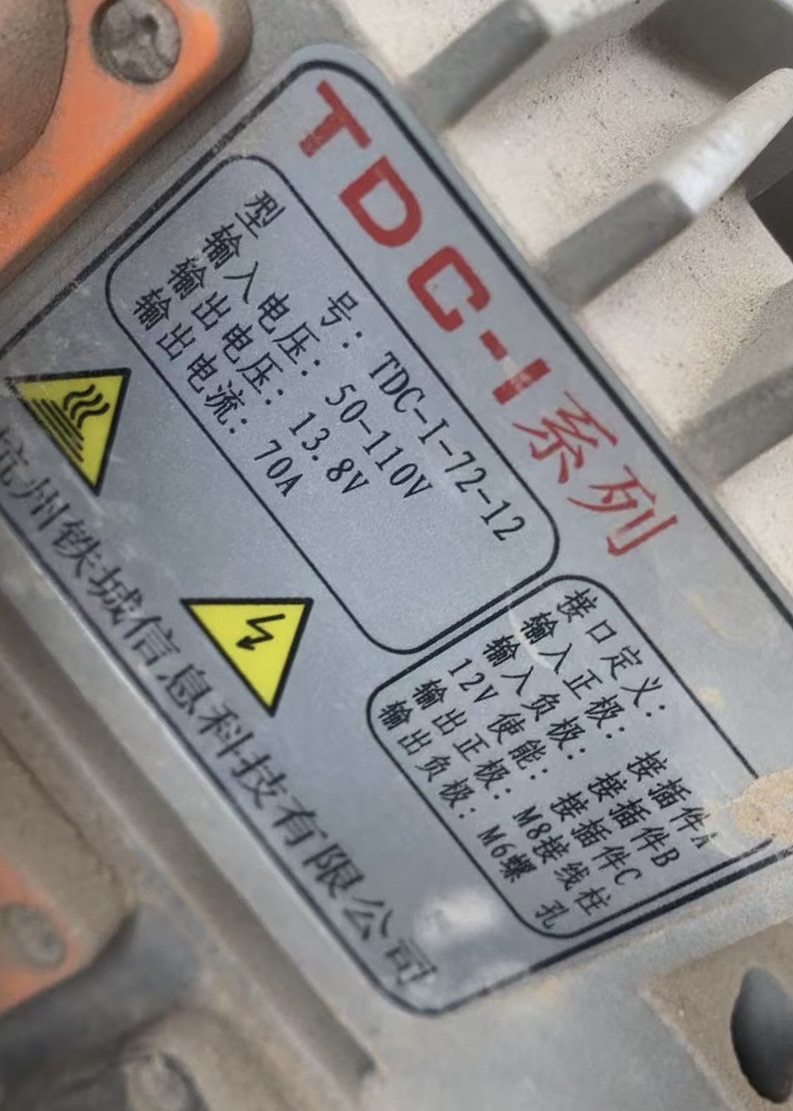 TDC-I系列
型 号: TDC-I-72-12
输入电压: 50-110V
输出电压: 13.8V
输出电流: 70A
接口定义:
输入正极: 接插件A
输入负极: 接插件B
12V 使能: 接插件C
输出正极: M8接线柱
输出负极: M6螺 孔
杭州铁城信息科技有限公司